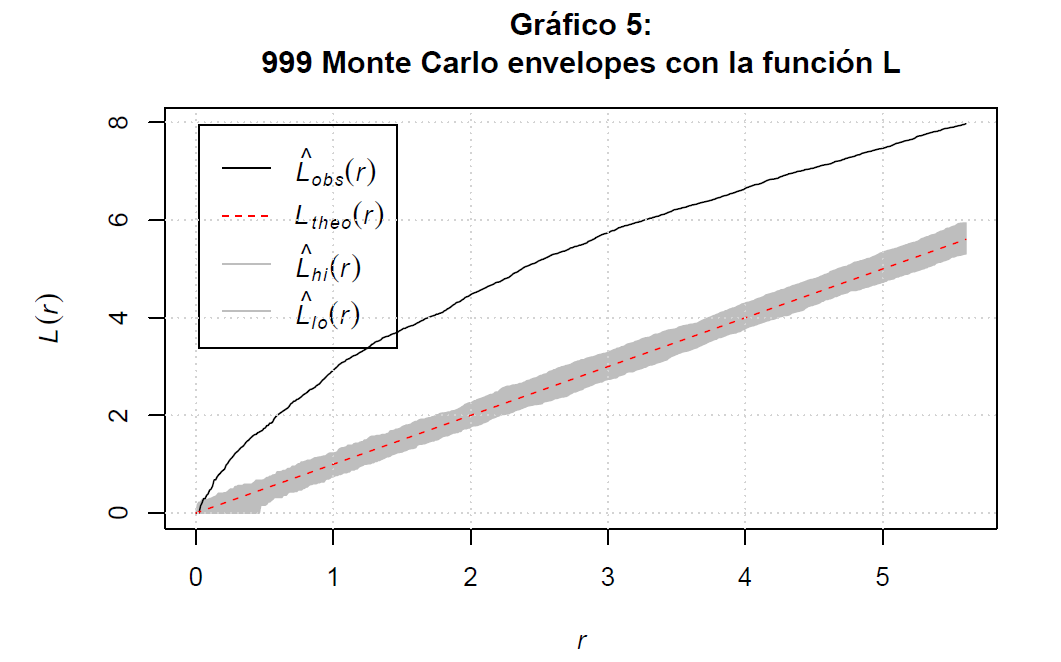 Gráfico 5:
999 Monte Carlo envelopes con la función L
L̂obs(r)
Ltheo(r)
L̂hi(r)
L̂lo(r)
L(r)
8
6
4
2
0
0 1 2 3 4 5
r